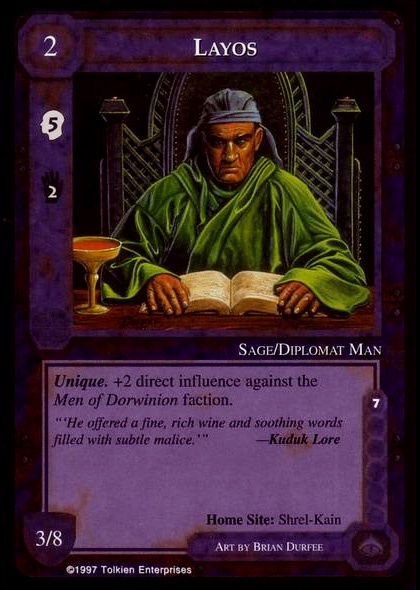 2
LAYOS
5
2
SAGE/DIPLOMAT MAN
Unique. +2 direct influence against the
Men of Dorwinion faction.
“‘He offered a fine, rich wine and soothing words
filled with subtle malice.’” —Kuduk Lore
7
Home Site: Shrel-Kain
3/8
ART BY BRIAN DURFEE
©1997 Tolkien Enterprises